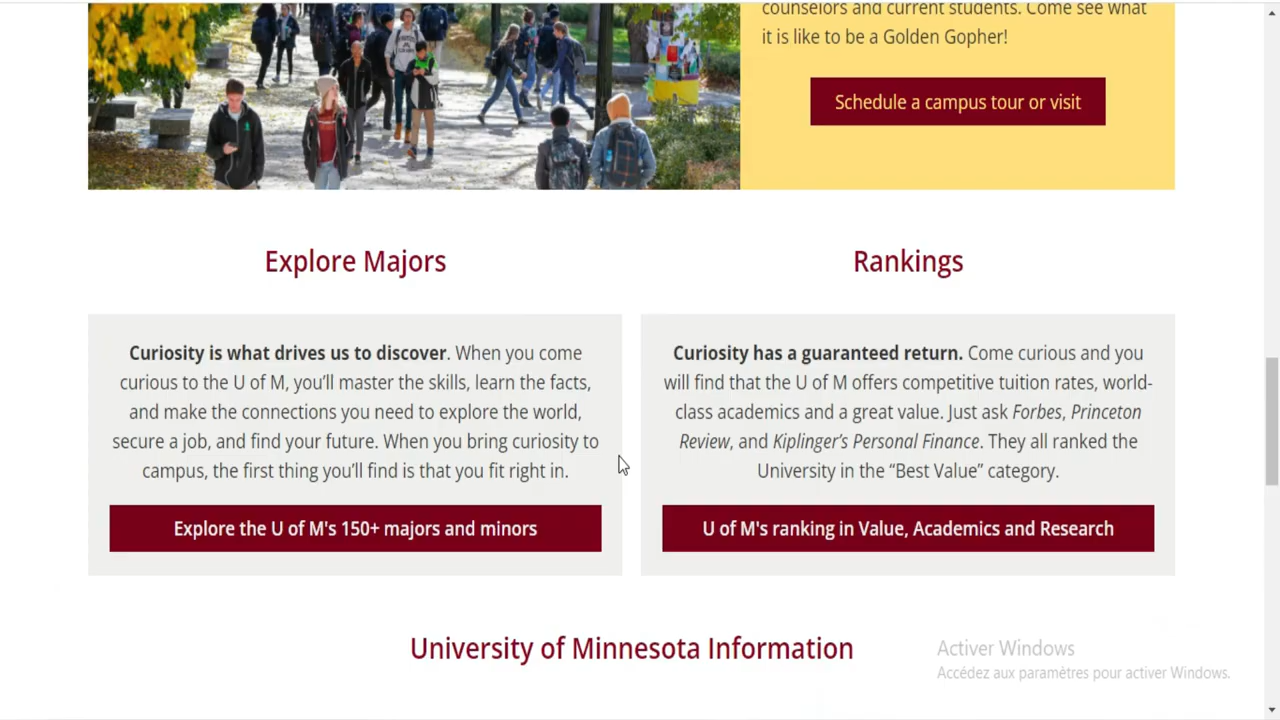 counselors and current students. Come see what
it is like to be a Golden Gopher!
Schedule a campus tour or visit
Explore Majors
Curiosity is what drives us to discover. When you come
curious to the U of M, you’ll master the skills, learn the facts,
and make the connections you need to explore the world,
secure a job, and find your future. When you bring curiosity to
campus, the first thing you’ll find is that you fit right in.
Explore the U of M's 150+ majors and minors
Rankings
Curiosity has a guaranteed return. Come curious and you
will find that the U of M offers competitive tuition rates, world-
class academics and a great value. Just ask Forbes, Princeton
Review, and Kiplinger’s Personal Finance. They all ranked the
University in the “Best Value” category.
U of M's ranking in Value, Academics and Research
University of Minnesota Information
Activer Windows
Accédez aux paramètres pour activer Windows.